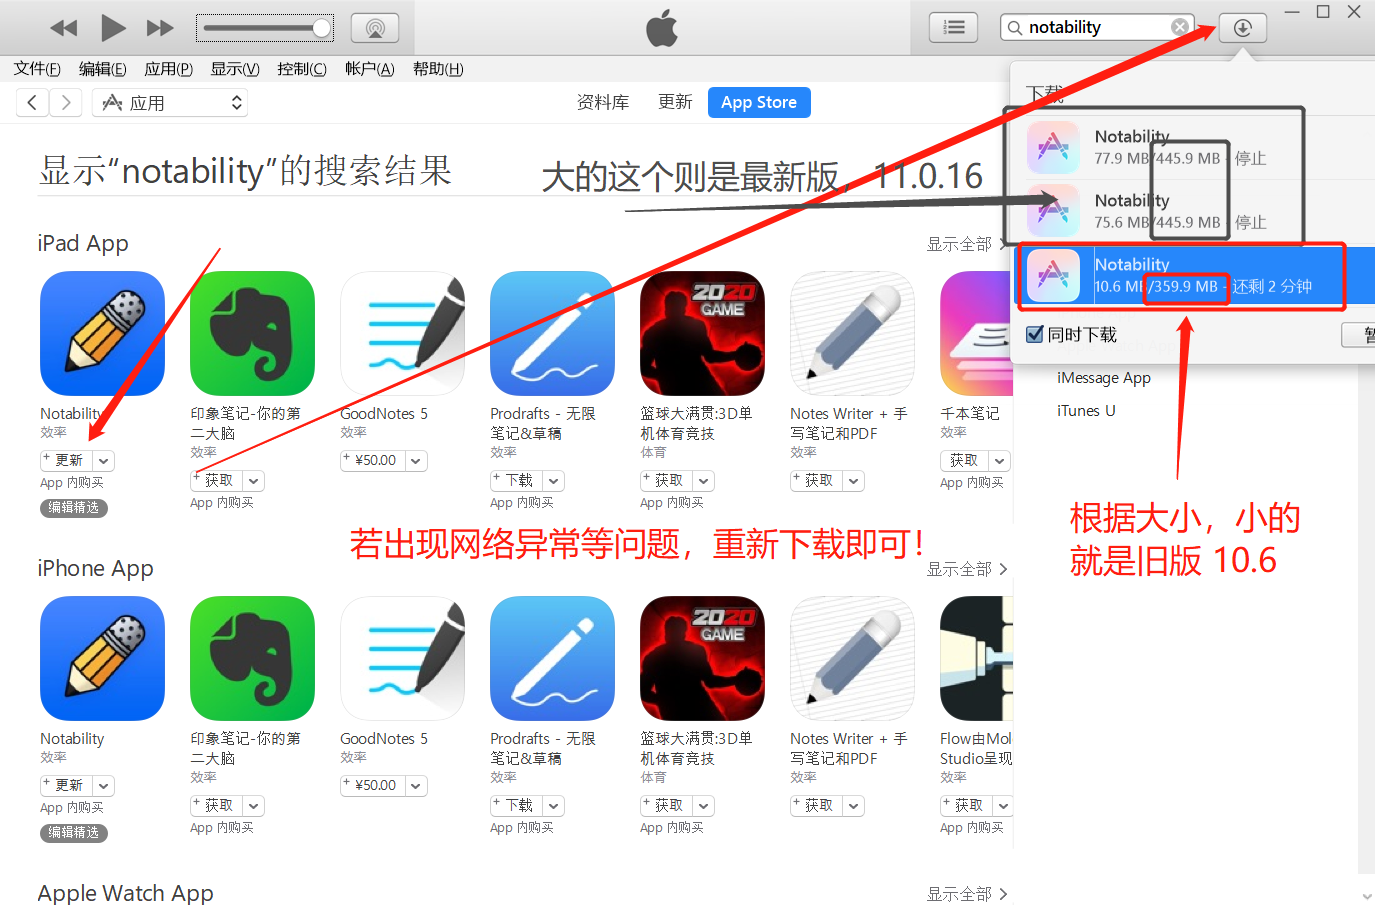 notability
文件(F) 编辑(E) 应用(P) 显示(V) 控制(C) 帐户(A) 帮助(H)
应用
资料库 更新 App Store
下载
Notability
77.9 MB/445.9 MB - 停止
Notability
75.6 MB/445.9 MB - 停止
Notability
10.6 MB/359.9 MB - 还剩 2 分钟
同时下载
暂
iMessage App
iTunes U
显示“notability”的搜索结果
大的这个则是最新版，11.0.16
iPad App
显示全部
Notability
效率
更新
App 内购买
编辑精选
印象笔记-你的第
二大脑
效率
获取
App 内购买
GoodNotes 5
效率
¥50.00
Prodrafts - 无限
笔记&草稿
效率
下载
App 内购买
2020
GAME
篮球大满贯:3D单
机体育竞技
体育
获取
App 内购买
Notes Writer + 手
写笔记和PDF
效率
获取
千本笔记
效率
获取
App 内购买
根据大小，小的
就是旧版 10.6
若出现网络异常等问题，重新下载即可！
iPhone App
显示全部
Notability
效率
更新
App 内购买
编辑精选
印象笔记-你的第
二大脑
效率
获取
App 内购买
GoodNotes 5
效率
¥50.00
Prodrafts - 无限
笔记&草稿
效率
下载
App 内购买
2020
GAME
篮球大满贯:3D单
机体育竞技
体育
获取
App 内购买
Notes Writer + 手
写笔记和PDF
效率
获取
Flow由Mol
Studio呈现
效率
获取
App 内购买
Apple Watch App
显示全部